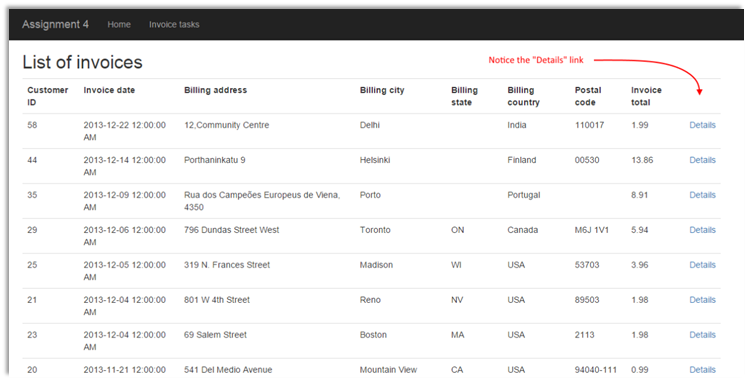 Assignment 4 Home Invoice tasks
List of invoices
Notice the "Details" link
Customer ID Invoice date Billing address Billing city Billing state Billing country Postal code Invoice total
58 2013-12-22 12:00:00 AM 12,Community Centre Delhi India 110017 1.99 Details
44 2013-12-14 12:00:00 AM Porthaninkatu 9 Helsinki Finland 00530 13.86 Details
35 2013-12-09 12:00:00 AM Rua dos Campeões Europeus de Viena, 4350 Porto Portugal 8.91 Details
29 2013-12-06 12:00:00 AM 796 Dundas Street West Toronto ON Canada M6J 1V1 5.94 Details
25 2013-12-05 12:00:00 AM 319 N. Frances Street Madison WI USA 53703 3.96 Details
21 2013-12-04 12:00:00 AM 801 W 4th Street Reno NV USA 89503 1.98 Details
23 2013-12-04 12:00:00 AM 69 Salem Street Boston MA USA 2113 1.98 Details
20 2013-11-21 12:00:00 541 Del Medio Avenue Mountain View CA USA 94040-111 0.99 Details